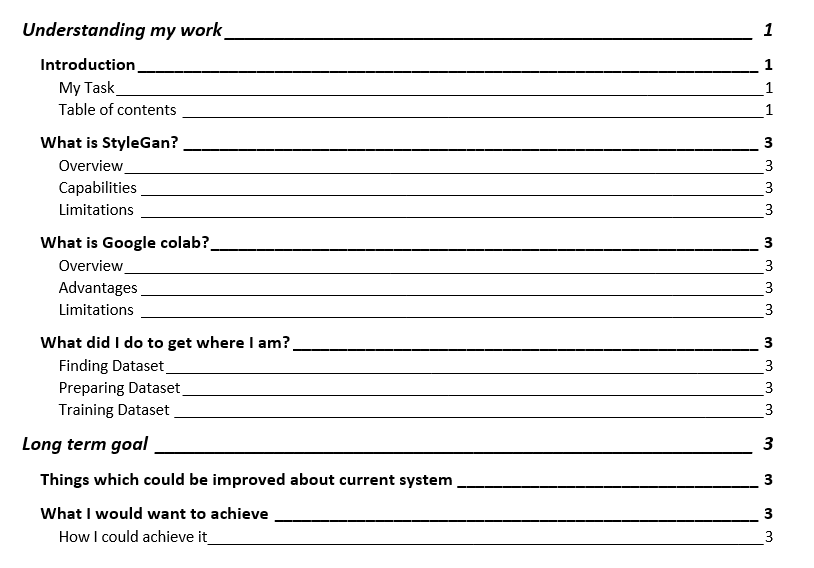 Understanding my work 1
Introduction 1
My Task 1
Table of contents 1
What is StyleGan? 3
Overview 3
Capabilities 3
Limitations 3
What is Google colab? 3
Overview 3
Advantages 3
Limitations 3
What did I do to get where I am? 3
Finding Dataset 3
Preparing Dataset 3
Training Dataset 3
Long term goal 3
Things which could be improved about current system 3
What I would want to achieve 3
How I could achieve it 3